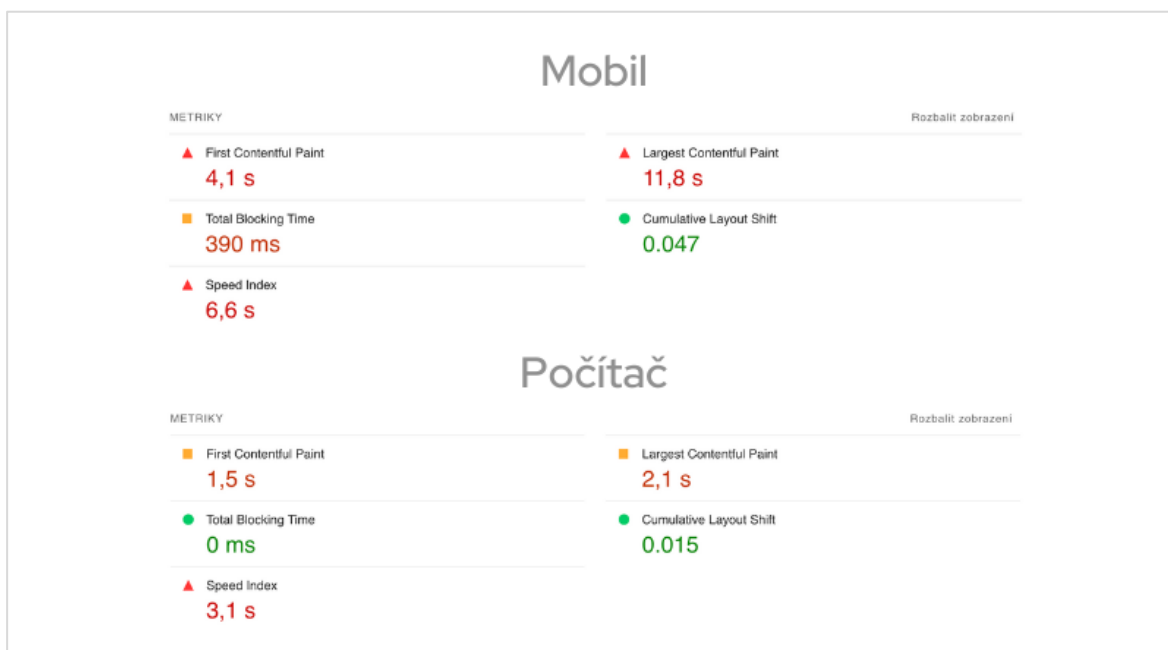 Mobil
METRIKY
Rozbalit zobrazení
First Contentful Paint
4,1 s
Largest Contentful Paint
11,8 s
Total Blocking Time
390 ms
Cumulative Layout Shift
0.047
Speed Index
6,6 s
Počítač
METRIKY
Rozbalit zobrazení
First Contentful Paint
1,5 s
Largest Contentful Paint
2,1 s
Total Blocking Time
0 ms
Cumulative Layout Shift
0.015
Speed Index
3,1 s